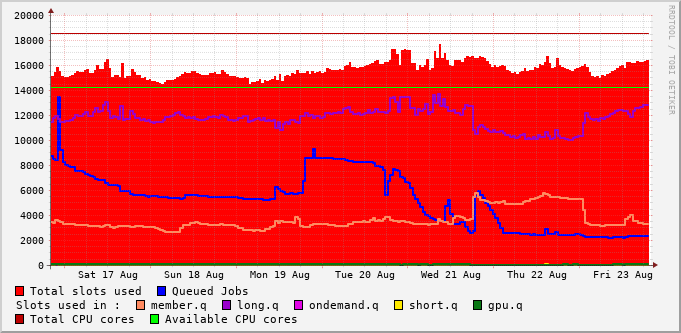 20000
18000
16000
14000
12000
10000
8000
6000
4000
2000
0
RRDTOOL / TOBI OETIKER
Sat 17 Aug Sun 18 Aug Mon 19 Aug Tue 20 Aug Wed 21 Aug Thu 22 Aug Fri 23 Aug
Total slots used Queued Jobs
Slots used in : member.q long.q ondemand.q short.q gpu.q
Total CPU cores Available CPU cores